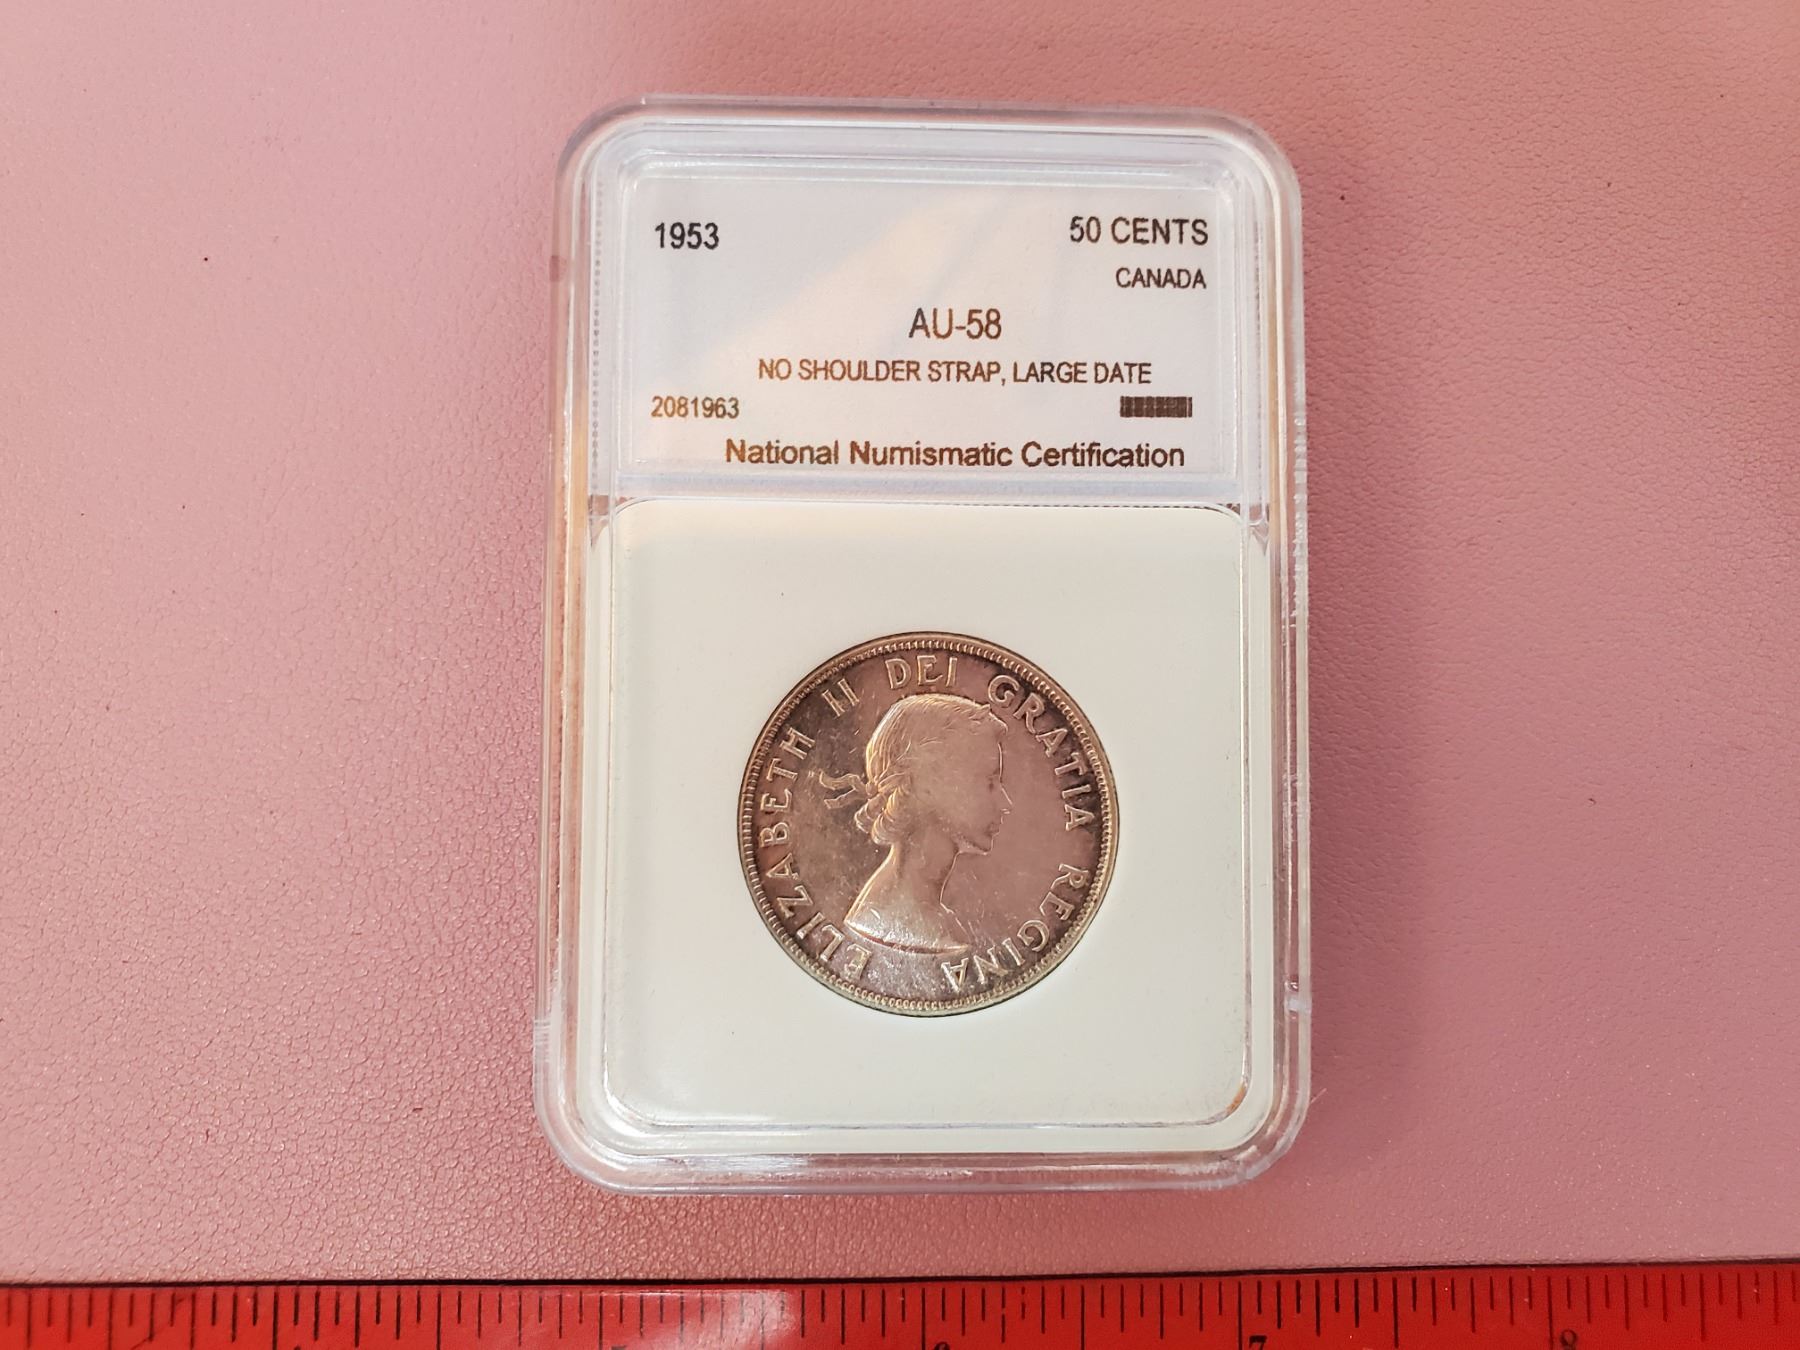 1953
50 CENTS
CANADA
AU-58
NO SHOULDER STRAP, LARGE DATE
2081963
National Numismatic Certification
ELIZABETH II DEI GRATIA REGINA
7 8